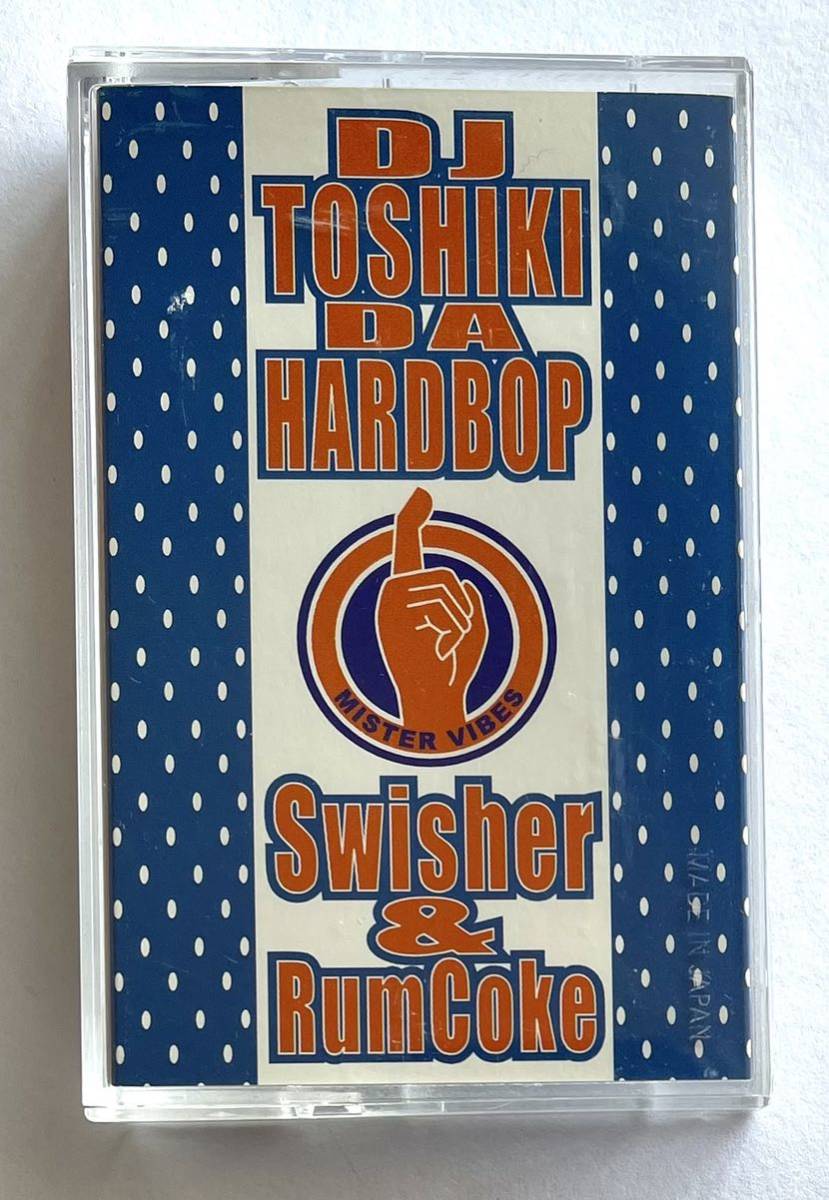 DJ
TOSHIKI
DA
HARDBOP
MISTER VIBES
Swisher
&
RumCoke
MADE IN JAPAN